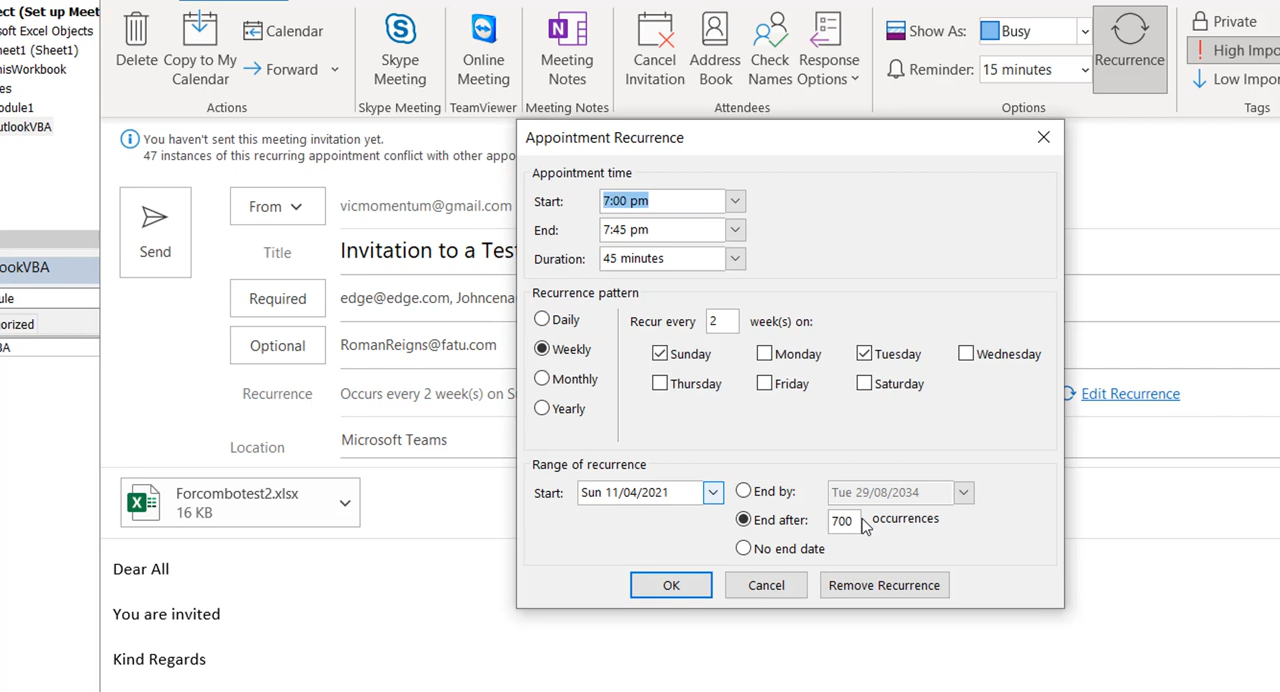 ect (Set up Meet
soft Excel Objects
heet1 (Sheet1)
hisWorkbook
es
odule1
utlookVBA
ookVBA
ule
orized
BA
Delete
Copy to My
Calendar
Calendar
Forward
Actions
Skype
Meeting
Skype Meeting
Online
Meeting
TeamViewer
Meeting
Notes
Meeting Notes
Cancel
Invitation
Address
Book
Check
Names
Response
Options
Attendees
Show As:
Busy
Reminder:
15 minutes
Recurrence
Options
Private
High Impo
Low Impor
Tags
You haven't sent this meeting invitation yet.
47 instances of this recurring appointment conflict with other appo
Send
From
vicmomentum@gmail.com
Title
Invitation to a Test
Required
edge@edge.com, Johncena
Optional
RomanReigns@fatu.com
Recurrence
Occurs every 2 week(s) on S
Edit Recurrence
Location
Microsoft Teams
Forcombotest2.xlsx
16 KB
Dear All
You are invited
Kind Regards
Appointment Recurrence
Appointment time
Start: 7:00 pm
End: 7:45 pm
Duration: 45 minutes
Recurrence pattern
Daily
Weekly
Monthly
Yearly
Recur every 2 week(s) on:
Sunday Monday Tuesday Wednesday
Thursday Friday Saturday
Range of recurrence
Start: Sun 11/04/2021
End by: Tue 29/08/2034
End after: 700 occurrences
No end date
OK Cancel Remove Recurrence